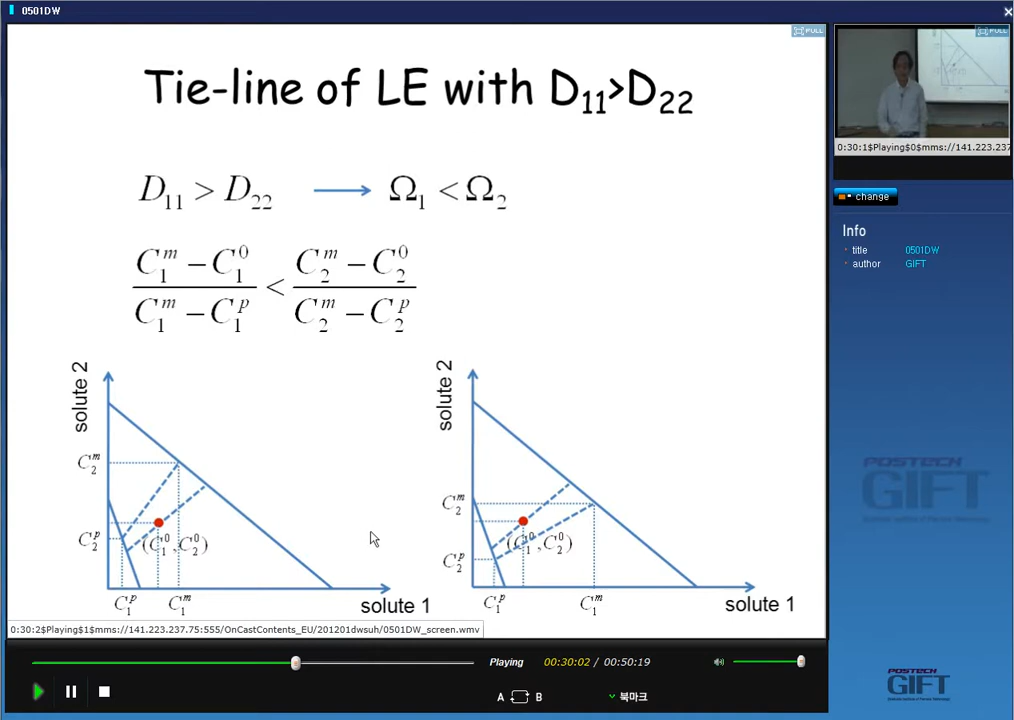 0501DW
FULL
Tie-line of LE with D₁₁>D₂₂
D₁₁ > D₂₂ → Ω₁ < Ω₂
(C₁ᵐ − C₁⁰)/(C₁ᵐ − C₁ᵖ) < (C₂ᵐ − C₂⁰)/(C₂ᵐ − C₂ᵖ)
solute 2
C₂ᵐ
C₂ᵖ
(C₁⁰, C₂⁰)
C₁ᵖ C₁ᵐ
solute 1
solute 2
C₂ᵐ
C₂ᵖ
(C₁⁰, C₂⁰)
C₁ᵖ C₁ᵐ
solute 1
0:30:2$Playing$1$mms://141.223.237.75:555/OnCastContents_EU/201201dwsuh/0501DW_screen.wmv
Playing 00:30:02 / 00:50:19
A B 북마크
FULL
0:30:1$Playing$0$mms://141.223.237
change
Info
title 0501DW
author GIFT
POSTECH
GIFT
POSTECH
GIFT